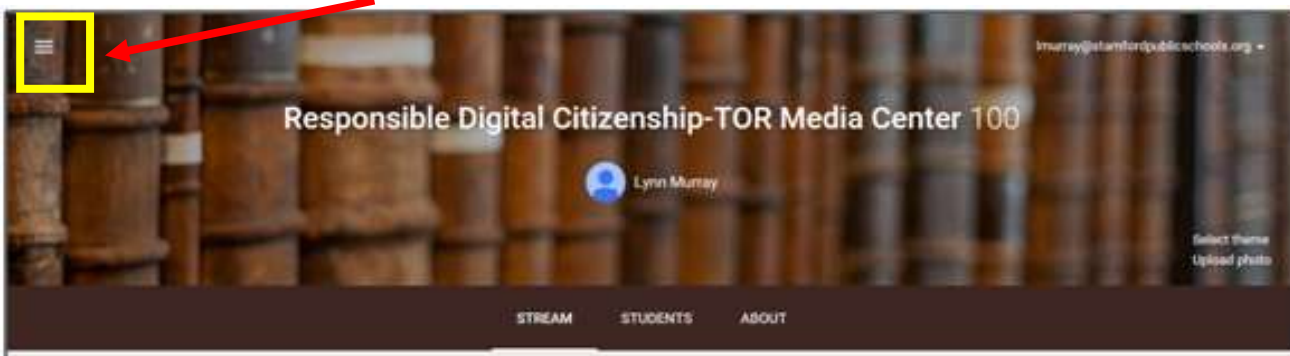 lmurray@stamfordpublicschools.org
Responsible Digital Citizenship-TOR Media Center 100
Lynn Murray
Select theme
Upload photo
STREAM STUDENTS ABOUT